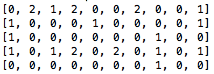 [0, 2, 1, 2, 0, 0, 2, 0, 0, 1]
[1, 0, 0, 0, 1, 0, 0, 0, 0, 1]
[0, 0, 0, 0, 0, 0, 0, 1, 0, 0]
[1, 0, 1, 2, 0, 2, 0, 1, 0, 1]
[0, 0, 0, 0, 0, 0, 0, 1, 0, 0]